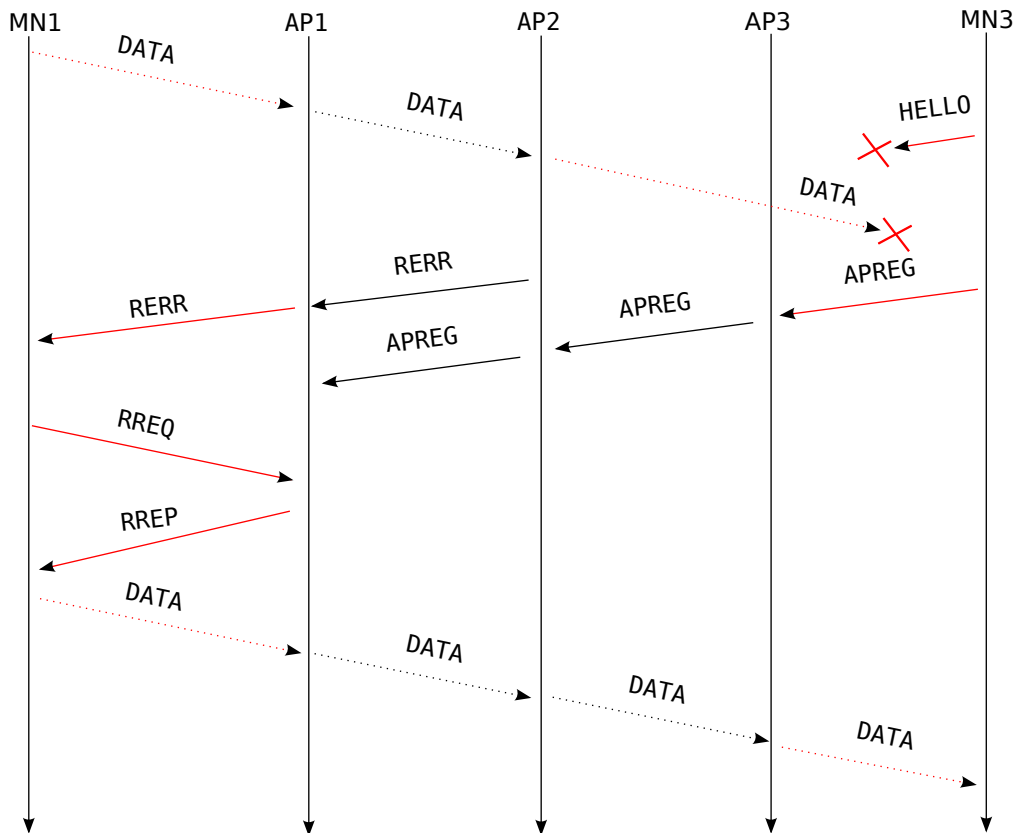 MN1 AP1 AP2 AP3 MN3
DATA
DATA
HELLO
DATA
RERR
APREG
RERR
APREG
APREG
RREQ
RREP
DATA
DATA
DATA
DATA